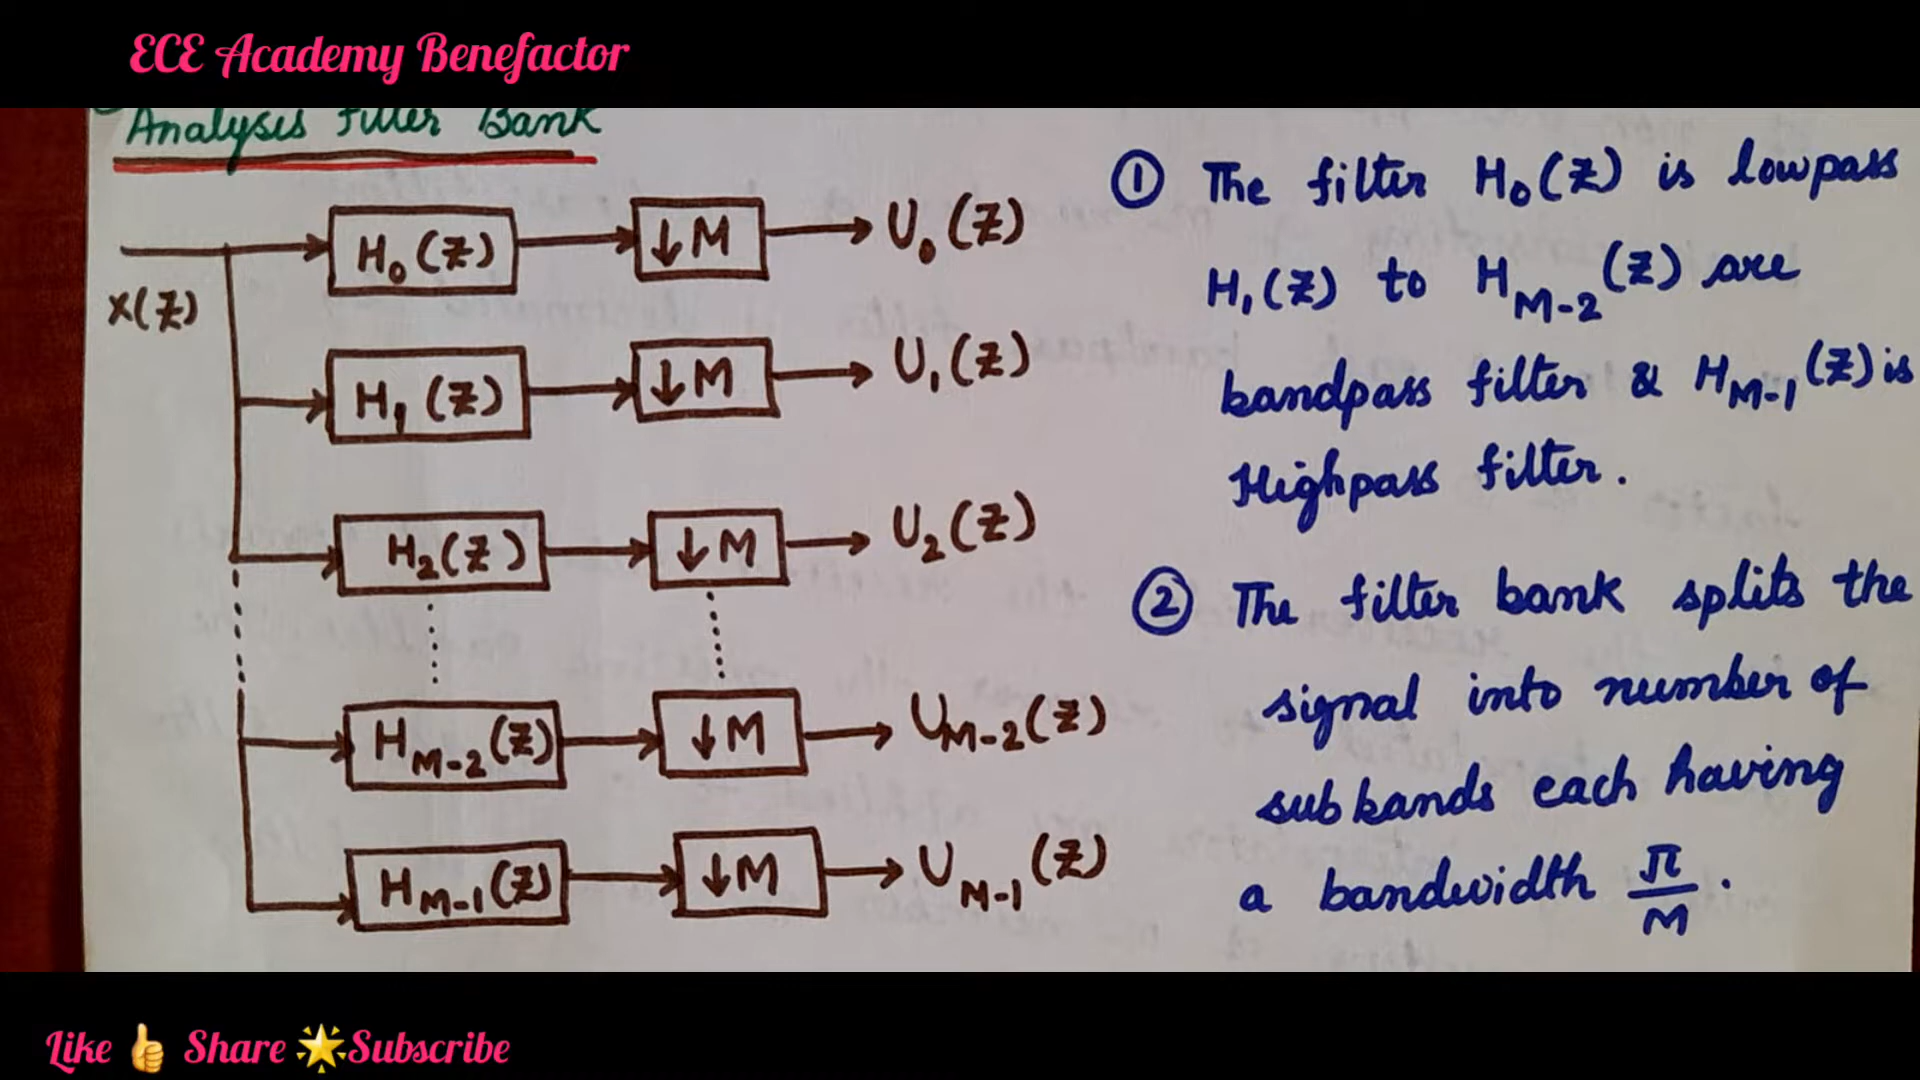 ECE Academy Benefactor
Analysis Filter Bank
X(Z)
H0(Z) ↓M U0(Z)
H1(Z) ↓M U1(Z)
H2(Z) ↓M U2(Z)
HM-2(Z) ↓M UM-2(Z)
HM-1(Z) ↓M UM-1(Z)
① The filter H0(Z) is lowpass
H1(Z) to HM-2(Z) are
bandpass filter & HM-1(Z) is
Highpass filter.
② The filter bank splits the
signal into number of
subbands each having
a bandwidth π/M.
Like 👍 Share 🌟Subscribe